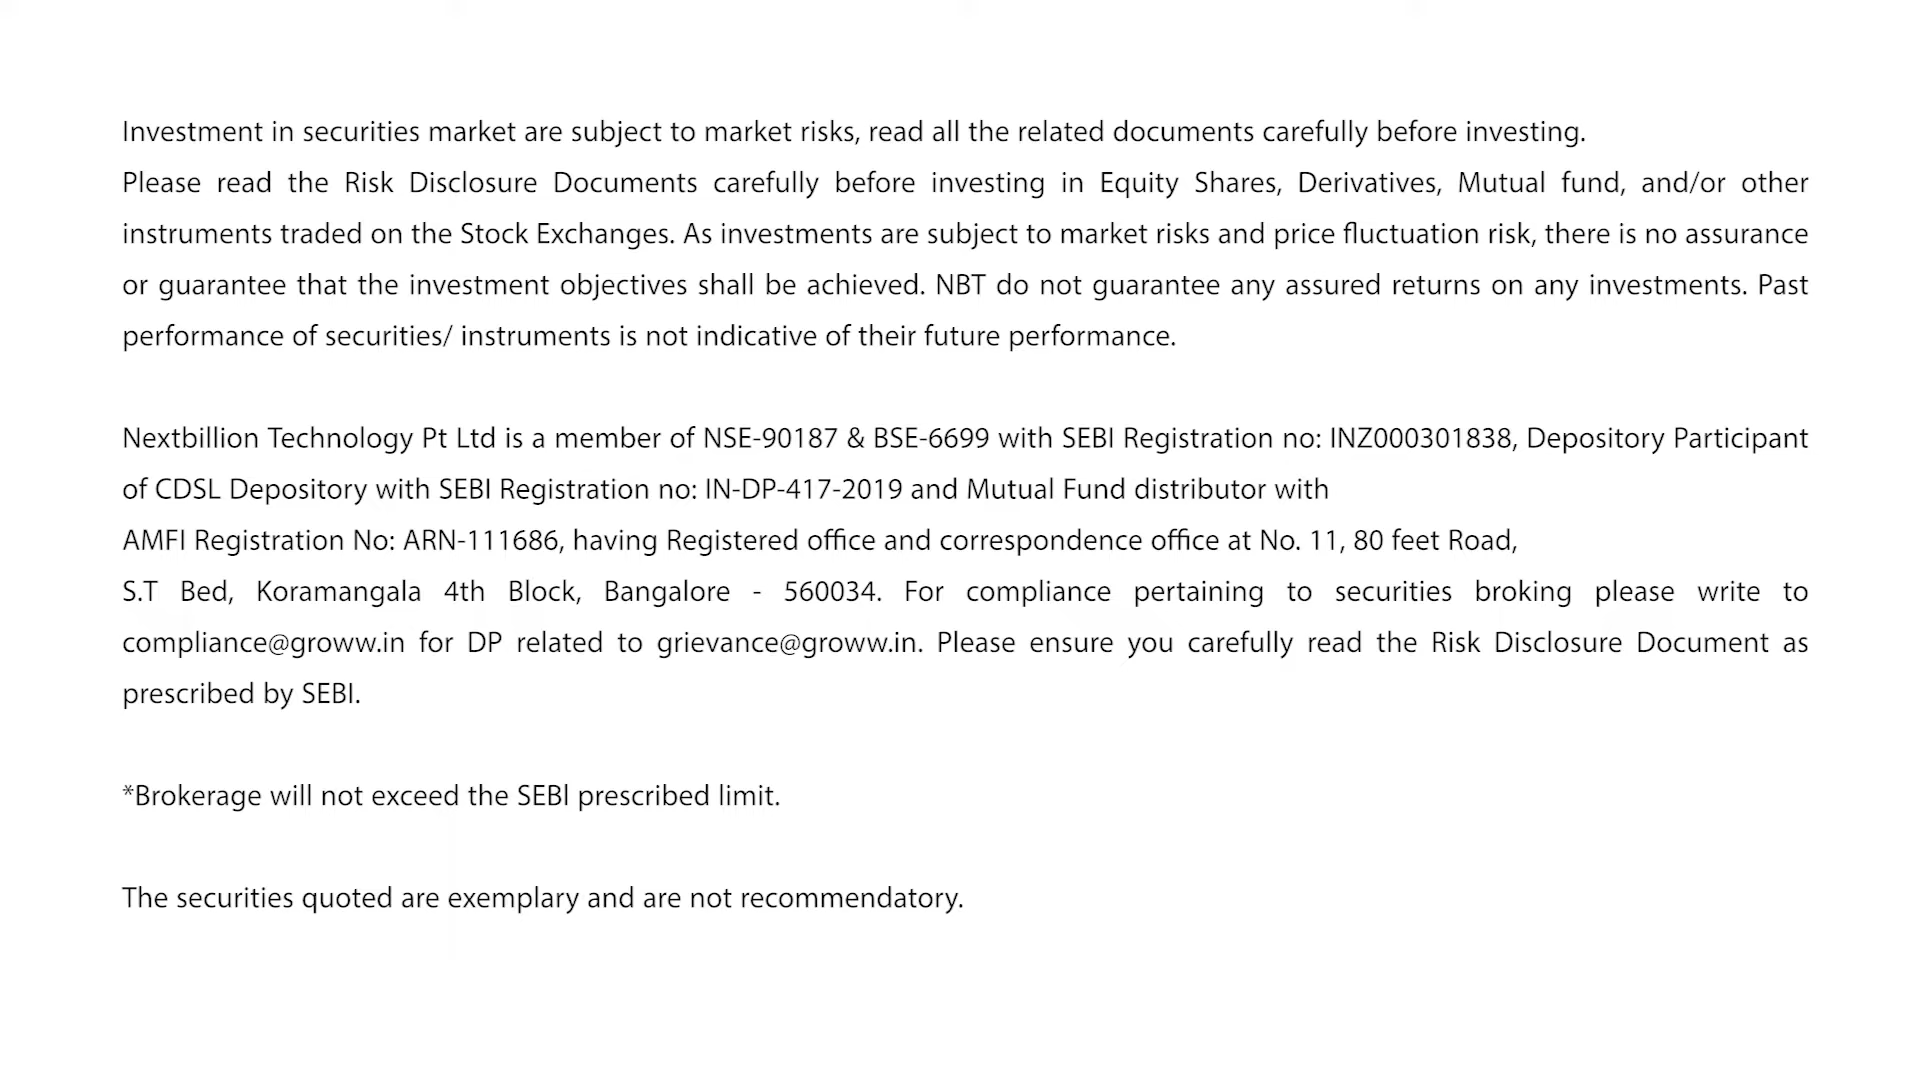 Investment in securities market are subject to market risks, read all the related documents carefully before investing.
Please read the Risk Disclosure Documents carefully before investing in Equity Shares, Derivatives, Mutual fund, and/or other
instruments traded on the Stock Exchanges. As investments are subject to market risks and price fluctuation risk, there is no assurance
or guarantee that the investment objectives shall be achieved. NBT do not guarantee any assured returns on any investments. Past
performance of securities/ instruments is not indicative of their future performance.
Nextbillion Technology Pt Ltd is a member of NSE-90187 & BSE-6699 with SEBI Registration no: INZ000301838, Depository Participant
of CDSL Depository with SEBI Registration no: IN-DP-417-2019 and Mutual Fund distributor with
AMFI Registration No: ARN-111686, having Registered office and correspondence office at No. 11, 80 feet Road,
S.T Bed, Koramangala 4th Block, Bangalore - 560034. For compliance pertaining to securities broking please write to
compliance@groww.in for DP related to grievance@groww.in. Please ensure you carefully read the Risk Disclosure Document as
prescribed by SEBI.
*Brokerage will not exceed the SEBl prescribed limit.
The securities quoted are exemplary and are not recommendatory.